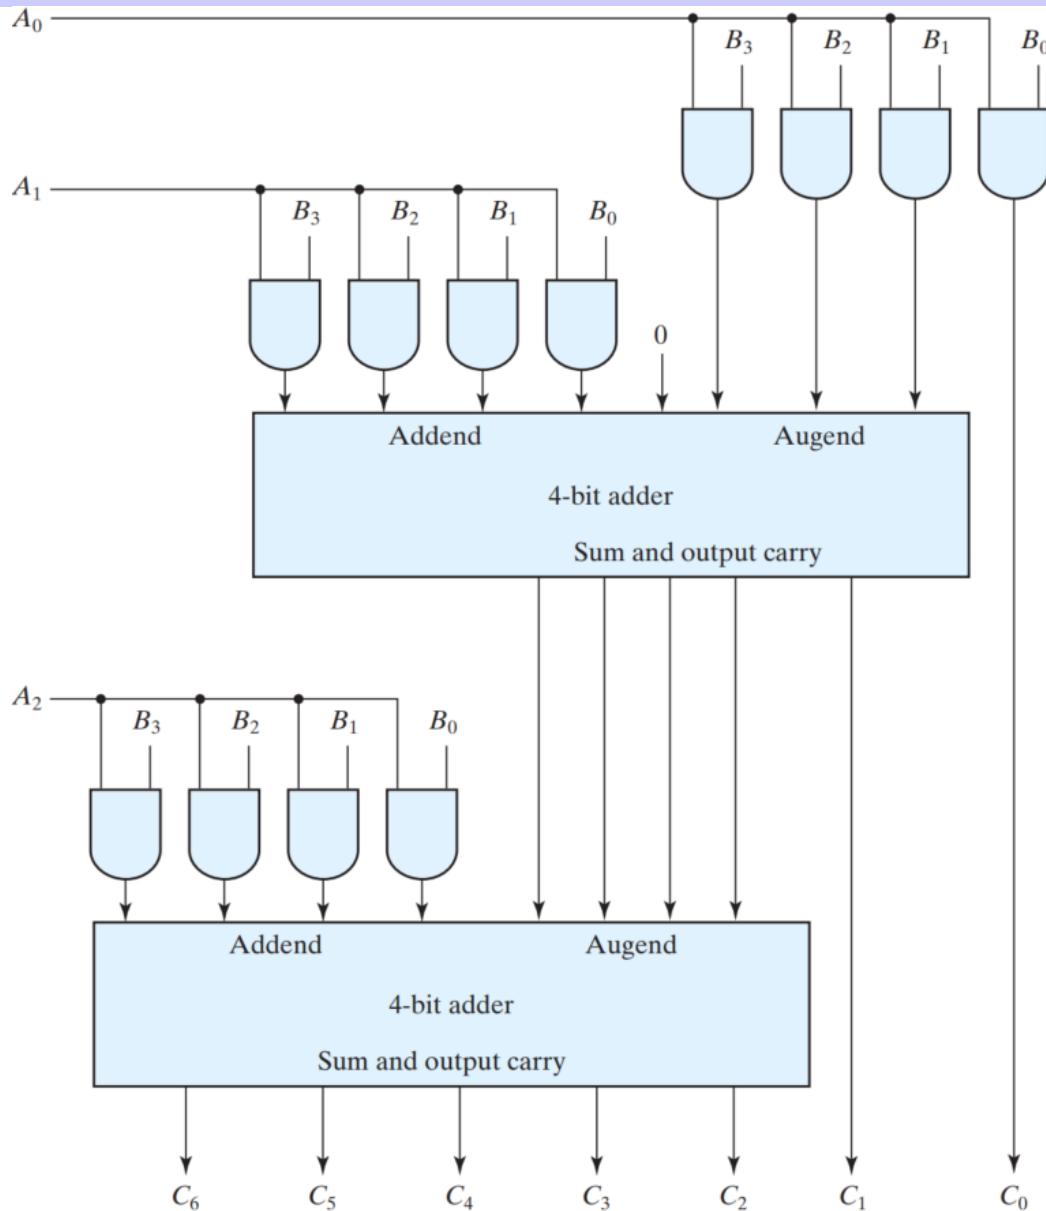 A₀
B₃ B₂ B₁ B₀
A₁
B₃ B₂ B₁ B₀
0
Addend Augend
4-bit adder
Sum and output carry
A₂
B₃ B₂ B₁ B₀
Addend Augend
4-bit adder
Sum and output carry
C₆ C₅ C₄ C₃ C₂ C₁ C₀